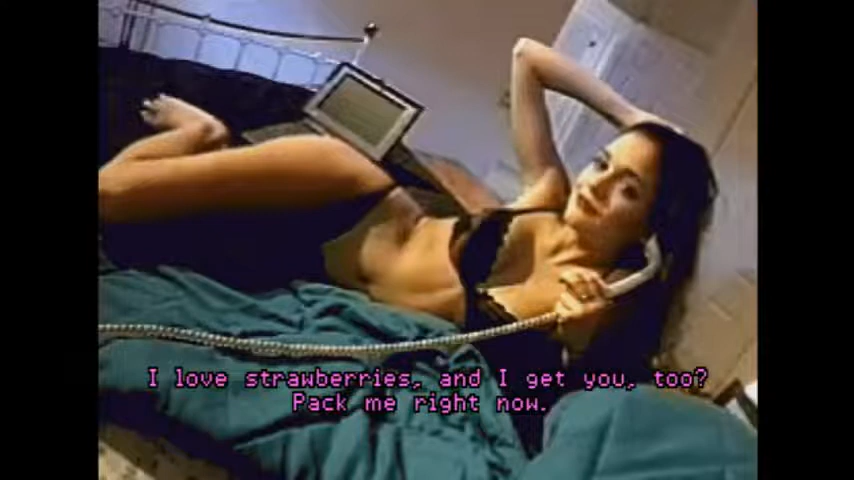 I love strawberries, and I get you, too?
Pack me right now.